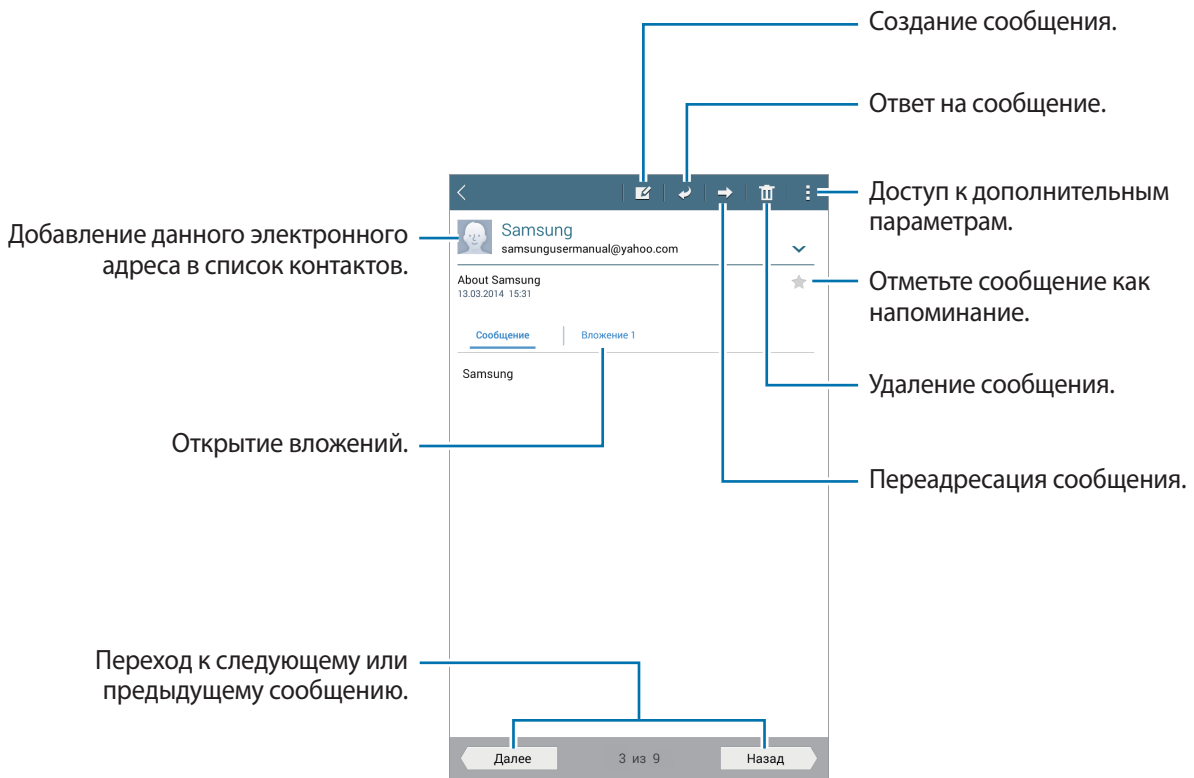 Создание сообщения.
Ответ на сообщение.
Доступ к дополнительным
параметрам.
Добавление данного электронного
адреса в список контактов.
Samsung
samsungusermanual@yahoo.com
About Samsung
13.03.2014 15:31
Отметьте сообщение как
напоминание.
Сообщение
Вложение 1
Samsung
Удаление сообщения.
Открытие вложений.
Переадресация сообщения.
Переход к следующему или
предыдущему сообщению.
Далее
3 из 9
Назад